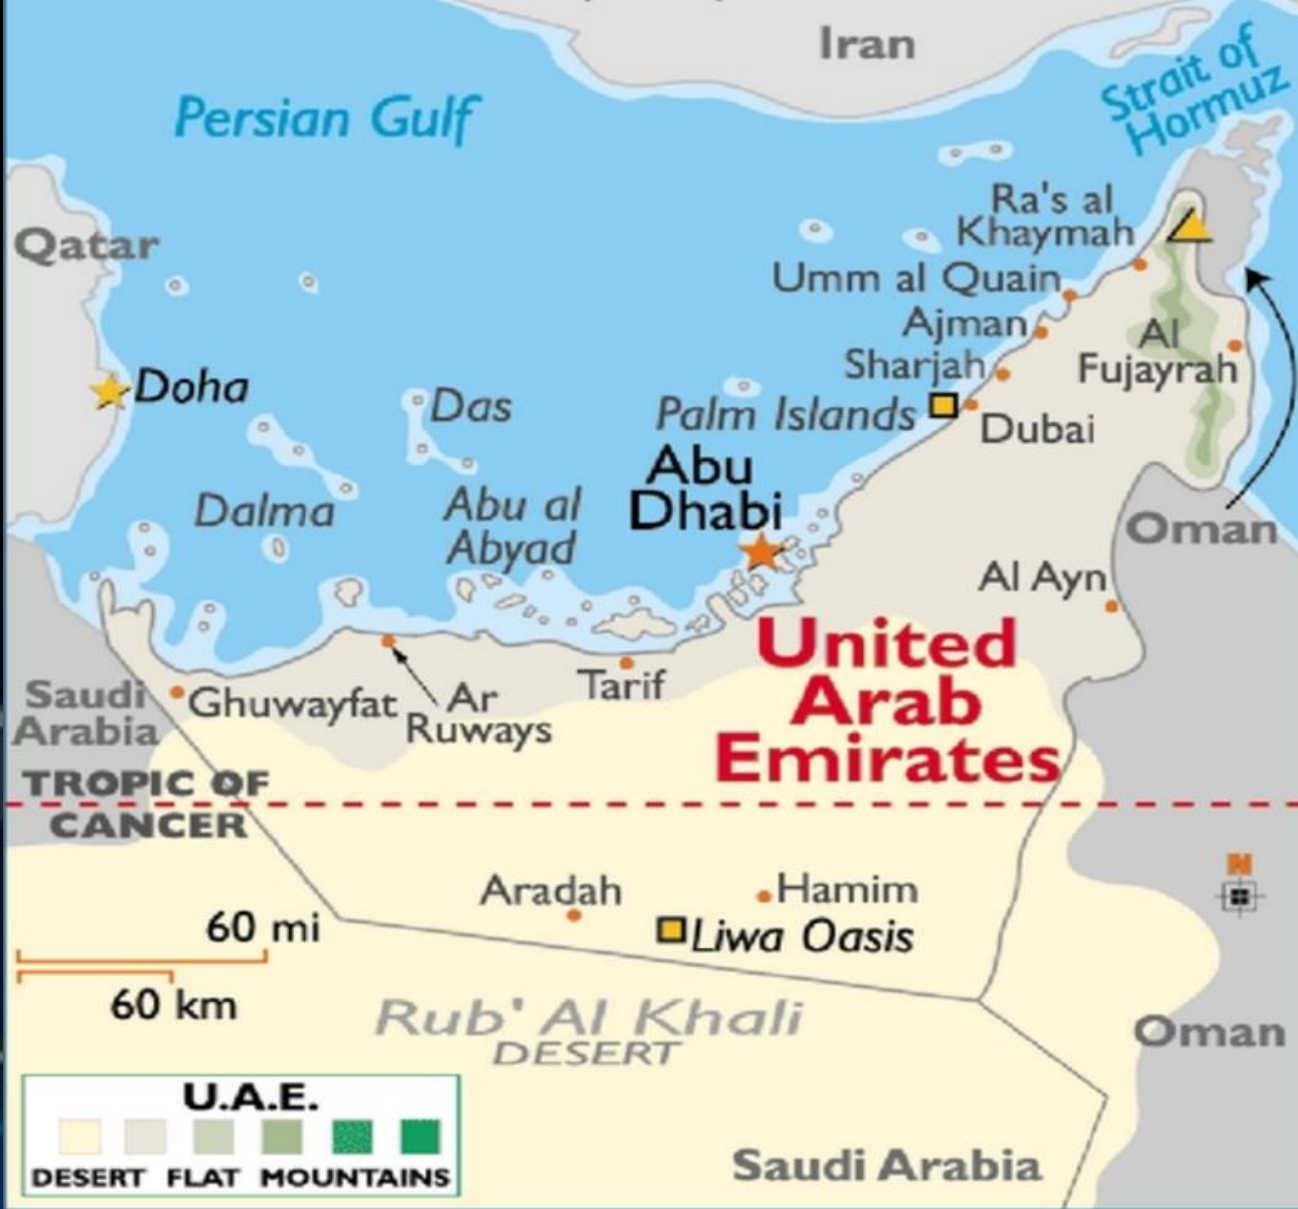 Iran
Strait of
Hormuz
Persian Gulf
Ra's al
Khaymah
Qatar
Umm al Quain
Ajman
Al
Fujayrah
Sharjah
Doha
Das
Palm Islands
Dubai
Abu
Dhabi
Dalma
Abu al
Abyad
Oman
Al Ayn
United
Arab
Emirates
Tarif
Saudi
Arabia
Ghuwayfat
Ar
Ruways
TROPIC OF
CANCER
N
Aradah
Hamim
Liwa Oasis
60 mi
60 km
Rub' Al Khali
DESERT
Oman
U.A.E.
DESERT FLAT MOUNTAINS
Saudi Arabia